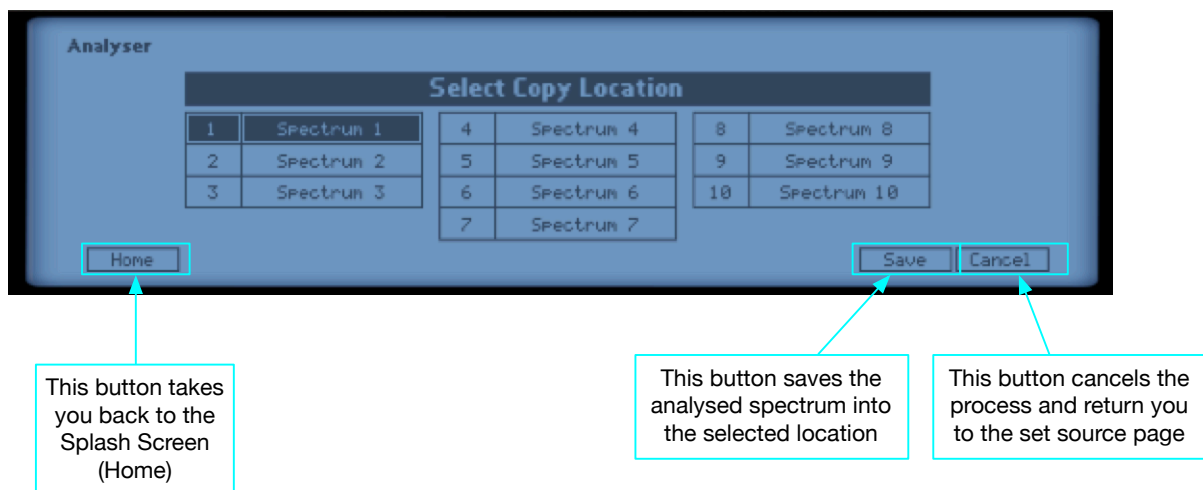 Analyser
Select Copy Location
1 Spectrum 1 4 Spectrum 4 8 Spectrum 8
2 Spectrum 2 5 Spectrum 5 9 Spectrum 9
3 Spectrum 3 6 Spectrum 6 10 Spectrum 10
7 Spectrum 7
Home Save Cancel
This button takes
you back to the
Splash Screen
(Home)
This button saves the
analysed spectrum into
the selected location
This button cancels the
process and return you
to the set source page